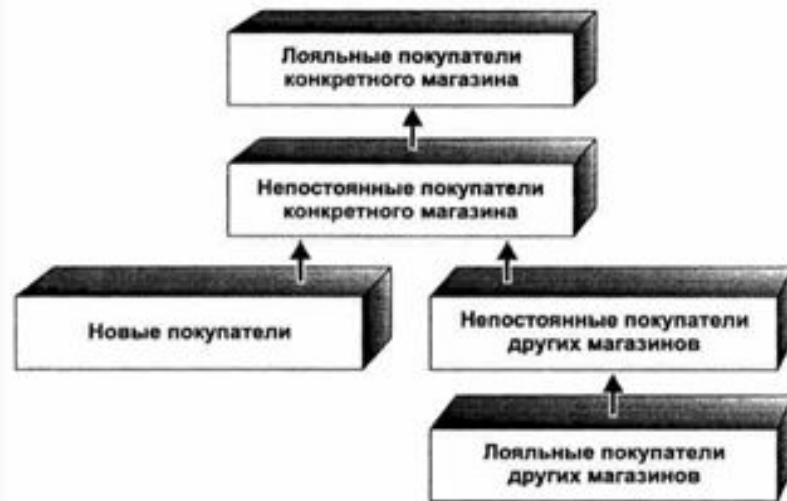 Лояльные покупатели
конкретного магазина
Непостоянные покупатели
конкретного магазина
Новые покупатели
Непостоянные покупатели
других магазинов
Лояльные покупатели
других магазинов